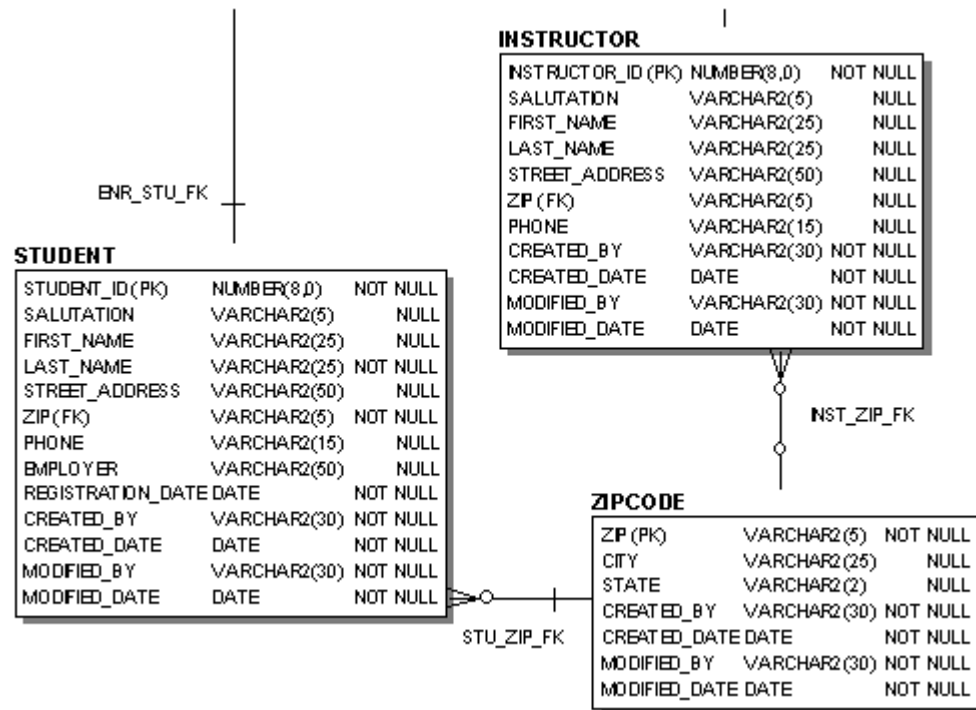 INSTRUCTOR
INSTRUCTOR_ID (PK) NUMBER(8,0) NOT NULL
SALUTATION VARCHAR2(5) NULL
FIRST_NAME VARCHAR2(25) NULL
LAST_NAME VARCHAR2(25) NULL
STREET_ADDRESS VARCHAR2(50) NULL
ZIP (FK) VARCHAR2(5) NULL
PHONE VARCHAR2(15) NULL
CREATED_BY VARCHAR2(30) NOT NULL
CREATED_DATE DATE NOT NULL
MODIFIED_BY VARCHAR2(30) NOT NULL
MODIFIED_DATE DATE NOT NULL
ENR_STU_FK
STUDENT
STUDENT_ID (PK) NUMBER(8,0) NOT NULL
SALUTATION VARCHAR2(5) NULL
FIRST_NAME VARCHAR2(25) NULL
LAST_NAME VARCHAR2(25) NOT NULL
STREET_ADDRESS VARCHAR2(50) NULL
ZIP (FK) VARCHAR2(5) NOT NULL
PHONE VARCHAR2(15) NULL
EMPLOYER VARCHAR2(50) NULL
REGISTRATION_DATE DATE NOT NULL
CREATED_BY VARCHAR2(30) NOT NULL
CREATED_DATE DATE NOT NULL
MODIFIED_BY VARCHAR2(30) NOT NULL
MODIFIED_DATE DATE NOT NULL
INST_ZIP_FK
STU_ZIP_FK
ZIPCODE
ZIP (PK) VARCHAR2(5) NOT NULL
CITY VARCHAR2(25) NULL
STATE VARCHAR2(2) NULL
CREATED_BY VARCHAR2(30) NOT NULL
CREATED_DATE DATE NOT NULL
MODIFIED_BY VARCHAR2(30) NOT NULL
MODIFIED_DATE DATE NOT NULL